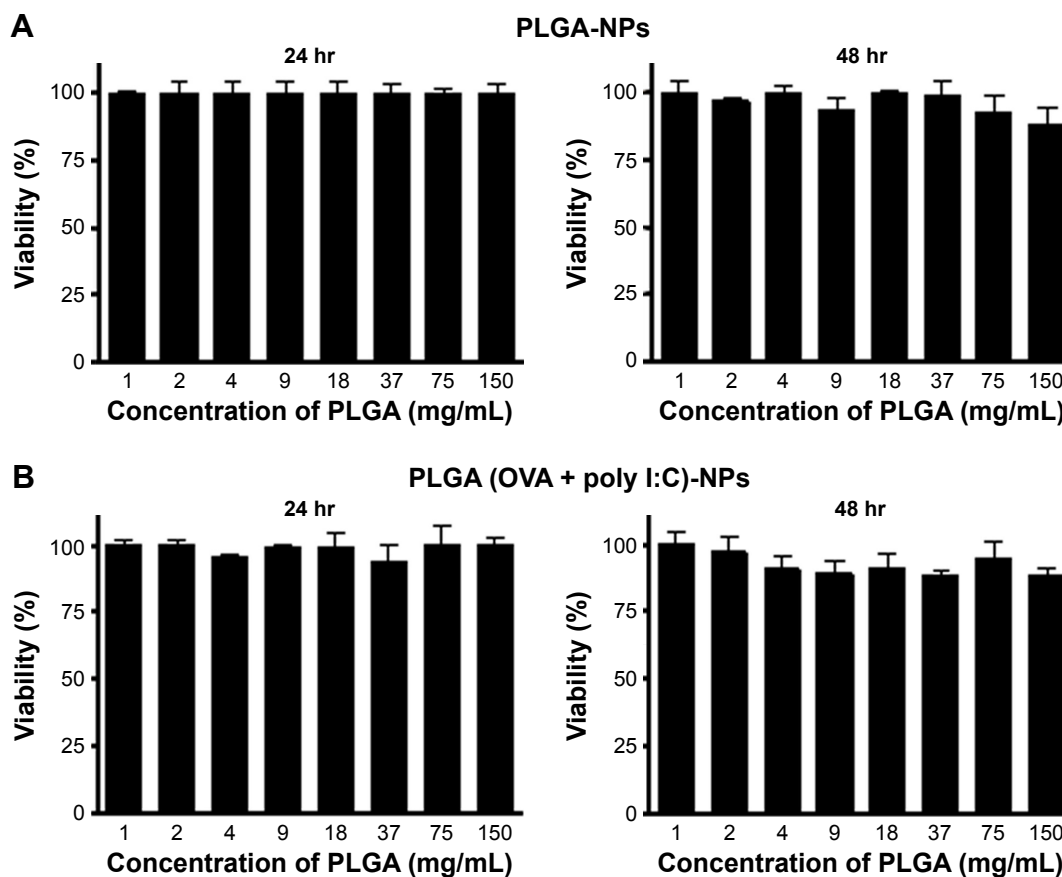 A
PLGA-NPs
24 hr
Viability (%)
100
75
50
25
0
1 2 4 9 18 37 75 150
Concentration of PLGA (mg/mL)
48 hr
Viability (%)
100
75
50
25
0
1 2 4 9 18 37 75 150
Concentration of PLGA (mg/mL)
B
PLGA (OVA + poly I:C)-NPs
24 hr
Viability (%)
100
75
50
25
0
1 2 4 9 18 37 75 150
Concentration of PLGA (mg/mL)
48 hr
Viability (%)
100
75
50
25
0
1 2 4 9 18 37 75 150
Concentration of PLGA (mg/mL)